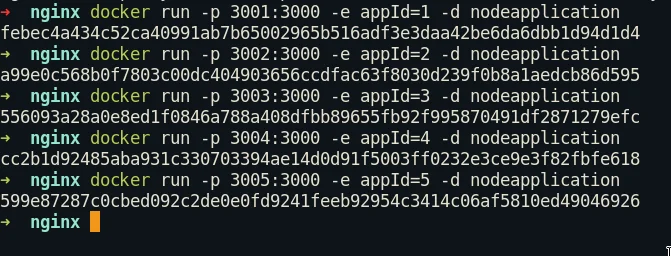 ➜ nginx docker run -p 3001:3000 -e appId=1 -d nodeapplication
febec4a434c52ca40991ab7b65002965b516adf3e3daa42be6da6dbb1d94d1d4
➜ nginx docker run -p 3002:3000 -e appId=2 -d nodeapplication
a99e0c568b0f7803c00dc404903656ccdfac63f8030d239f0b8a1aedcb86d595
➜ nginx docker run -p 3003:3000 -e appId=3 -d nodeapplication
556093a28a0e8ed1f0846a788a408dfbb89655fb92f995870491df2871279efc
➜ nginx docker run -p 3004:3000 -e appId=4 -d nodeapplication
cc2b1d92485aba931c330703394ae14d0d91f5003ff0232e3ce9e3f82fbfe618
➜ nginx docker run -p 3005:3000 -e appId=5 -d nodeapplication
599e87287c0cbed092c2de0e0fd9241feeb92954c3414c06af5810ed49046926
➜ nginx